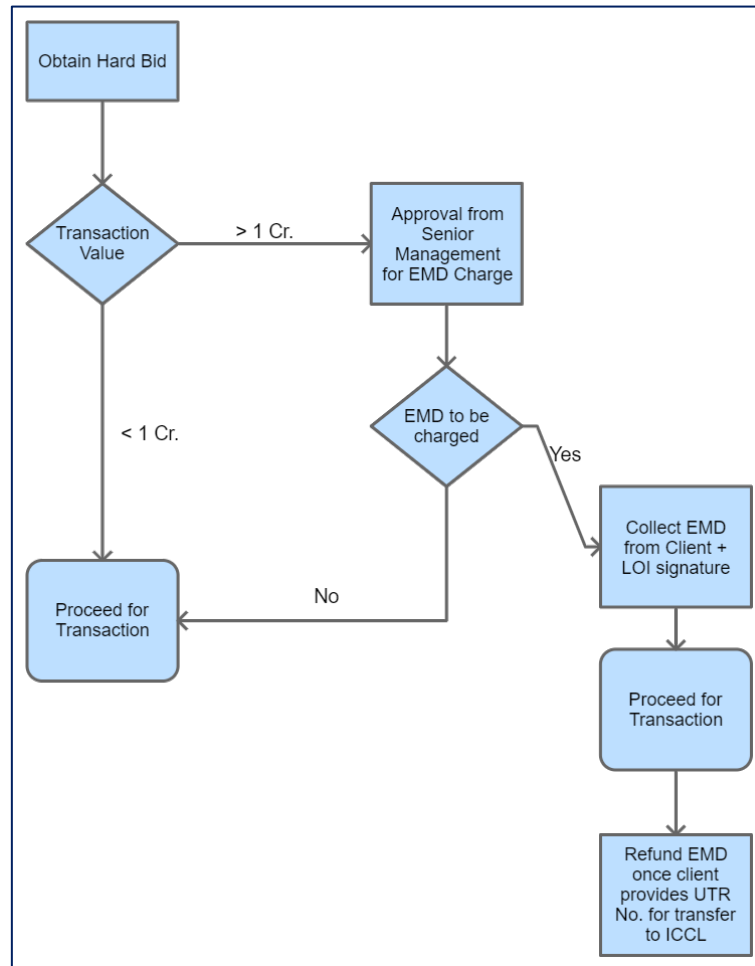 Obtain Hard Bid
Transaction
Value
> 1 Cr.
Approval from
Senior
Management
for EMD Charge
< 1 Cr.
EMD to be
charged
Yes
Collect EMD
from Client +
LOI signature
No
Proceed for
Transaction
Proceed for
Transaction
Refund EMD
once client
provides UTR
No. for transfer
to ICCL